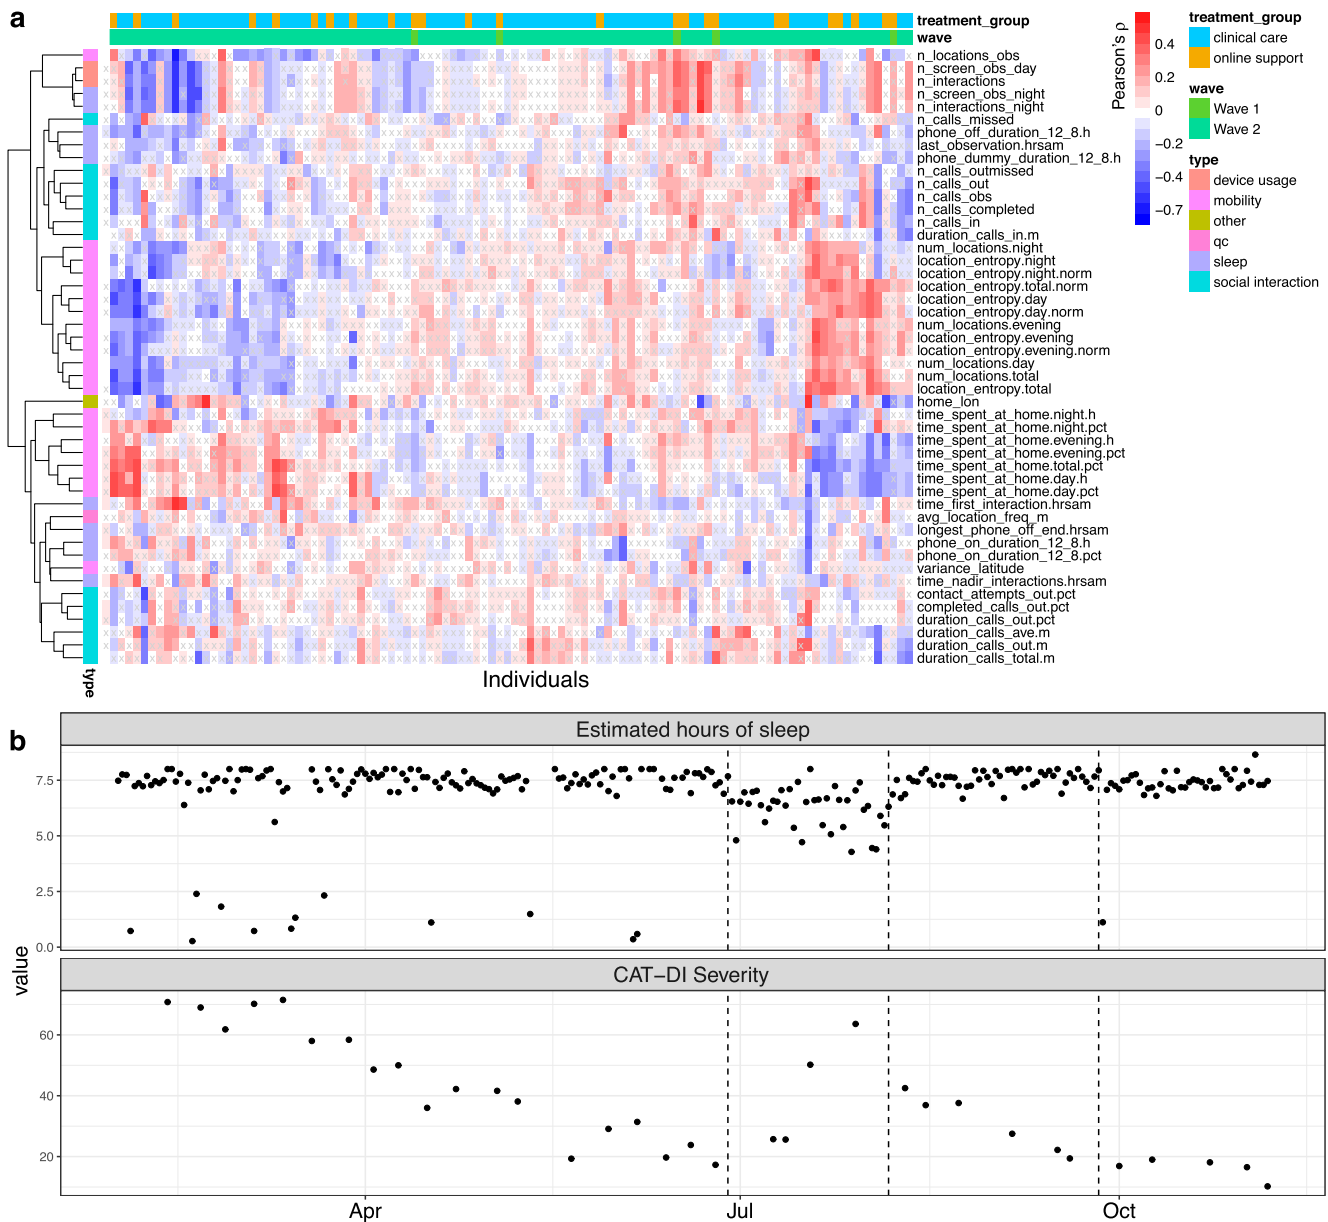 a
treatment_group
wave
n_locations_obs
n_screen_obs_day
n_interactions
n_screen_obs_night
n_interactions_night
n_calls_missed
phone_off_duration_12_8.h
last_observation.hrsam
phone_dummy_duration_12_8.h
n_calls_outmissed
n_calls_out
n_calls_obs
n_calls_completed
n_calls_in
duration_calls_in.m
num_locations.night
location_entropy.night
location_entropy.night.norm
location_entropy.total.norm
location_entropy.day
location_entropy.day.norm
num_locations.evening
location_entropy.evening
location_entropy.evening.norm
num_locations.day
num_locations.total
location_entropy.total
home_lon
time_spent_at_home.night.h
time_spent_at_home.night.pct
time_spent_at_home.evening.h
time_spent_at_home.evening.pct
time_spent_at_home.total.pct
time_spent_at_home.day.h
time_spent_at_home.day.pct
time_first_interaction.hrsam
avg_location_freq_m
longest_phone_off_end.hrsam
phone_on_duration_12_8.h
phone_on_duration_12_8.pct
variance_latitude
time_nadir_interactions.hrsam
contact_attempts_out.pct
completed_calls_out.pct
duration_calls_out.pct
duration_calls_ave.m
duration_calls_out.m
duration_calls_total.m
type
Individuals
Pearson's ρ
0.4
0.2
0
−0.2
−0.4
−0.7
treatment_group
clinical care
online support
wave
Wave 1
Wave 2
type
device usage
mobility
other
qc
sleep
social interaction
b
Estimated hours of sleep
7.5
5.0
2.5
0.0
value
CAT−DI Severity
60
40
20
Apr
Jul
Oct